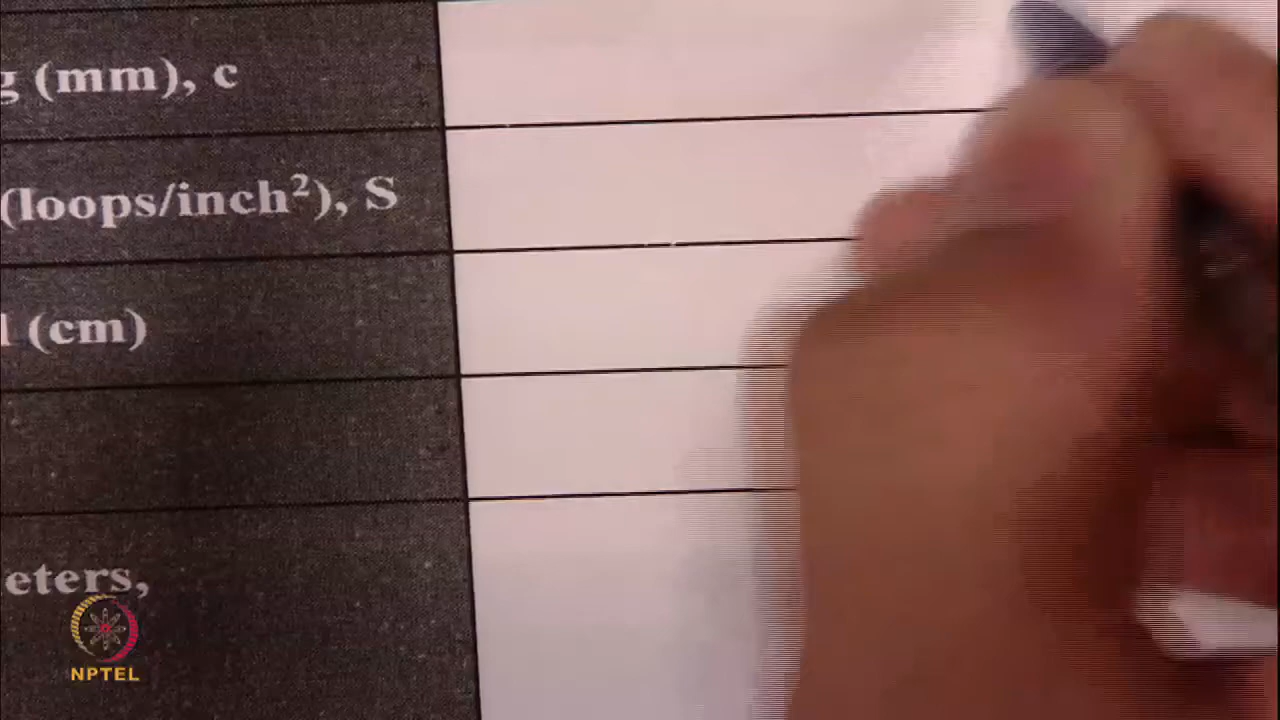 g (mm), c
(loops/inch²), S
l (cm)
eters,
NPTEL